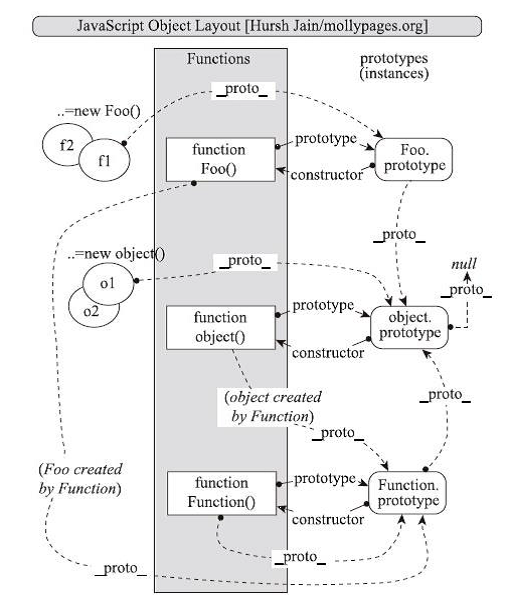 JavaScript Object Layout [Hursh Jain/mollypages.org]
Functions
prototypes
(instances)
_proto_
..=new Foo()
f2
f1
function
Foo()
prototype
constructor
Foo.
prototype
_proto_
..=new object()
_proto_
null
_proto_
o1
o2
function
object()
prototype
constructor
object.
prototype
_proto_
(object created
by Function)
_proto_
(Foo created
by Function)
function
Function()
prototype
constructor
Function.
prototype
_proto_
_proto_